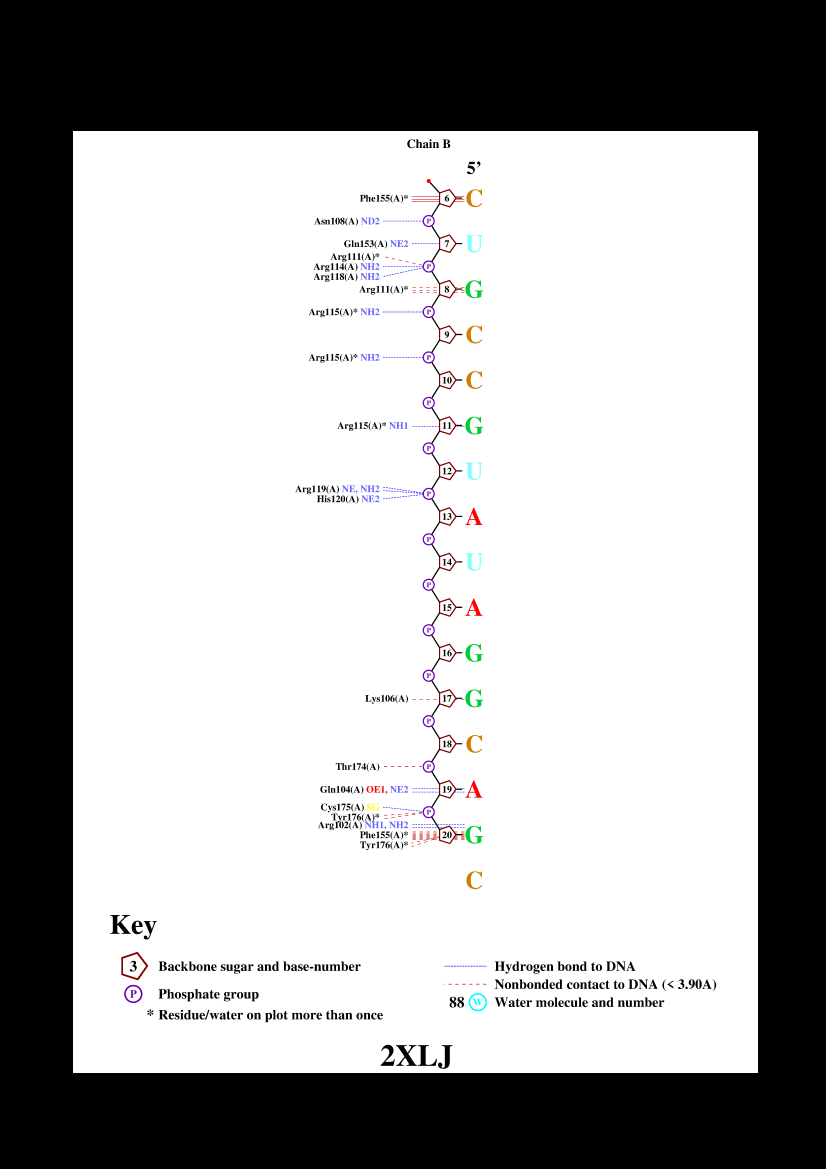 Chain B
5’
Phe155(A)* 6 C
P
Asn108(A) ND2 P
Gln153(A) NE2 7 U
Arg111(A)*
Arg114(A) NH2 P
Arg118(A) NH2
Arg111(A)* 8 G
Arg115(A)* NH2 P
9 C
Arg115(A)* NH2 P
10 C
P
Arg115(A)* NH1 11 G
P
12 U
Arg119(A) NE, NH2 P
His120(A) NE2
13 A
P
14 U
P
15 A
P
16 G
P
Lys106(A) 17 G
P
18 C
Thr174(A) P
Gln104(A) OE1, NE2 19 A
Cys175(A) SG P
Tyr176(A)*
Arg102(A) NH1, NH2
Phe155(A)* 20 G
Tyr176(A)*
C
Key
3 Backbone sugar and base-number
P Phosphate group
* Residue/water on plot more than once
Hydrogen bond to DNA
Nonbonded contact to DNA (< 3.90A)
88 W Water molecule and number
2XLJ